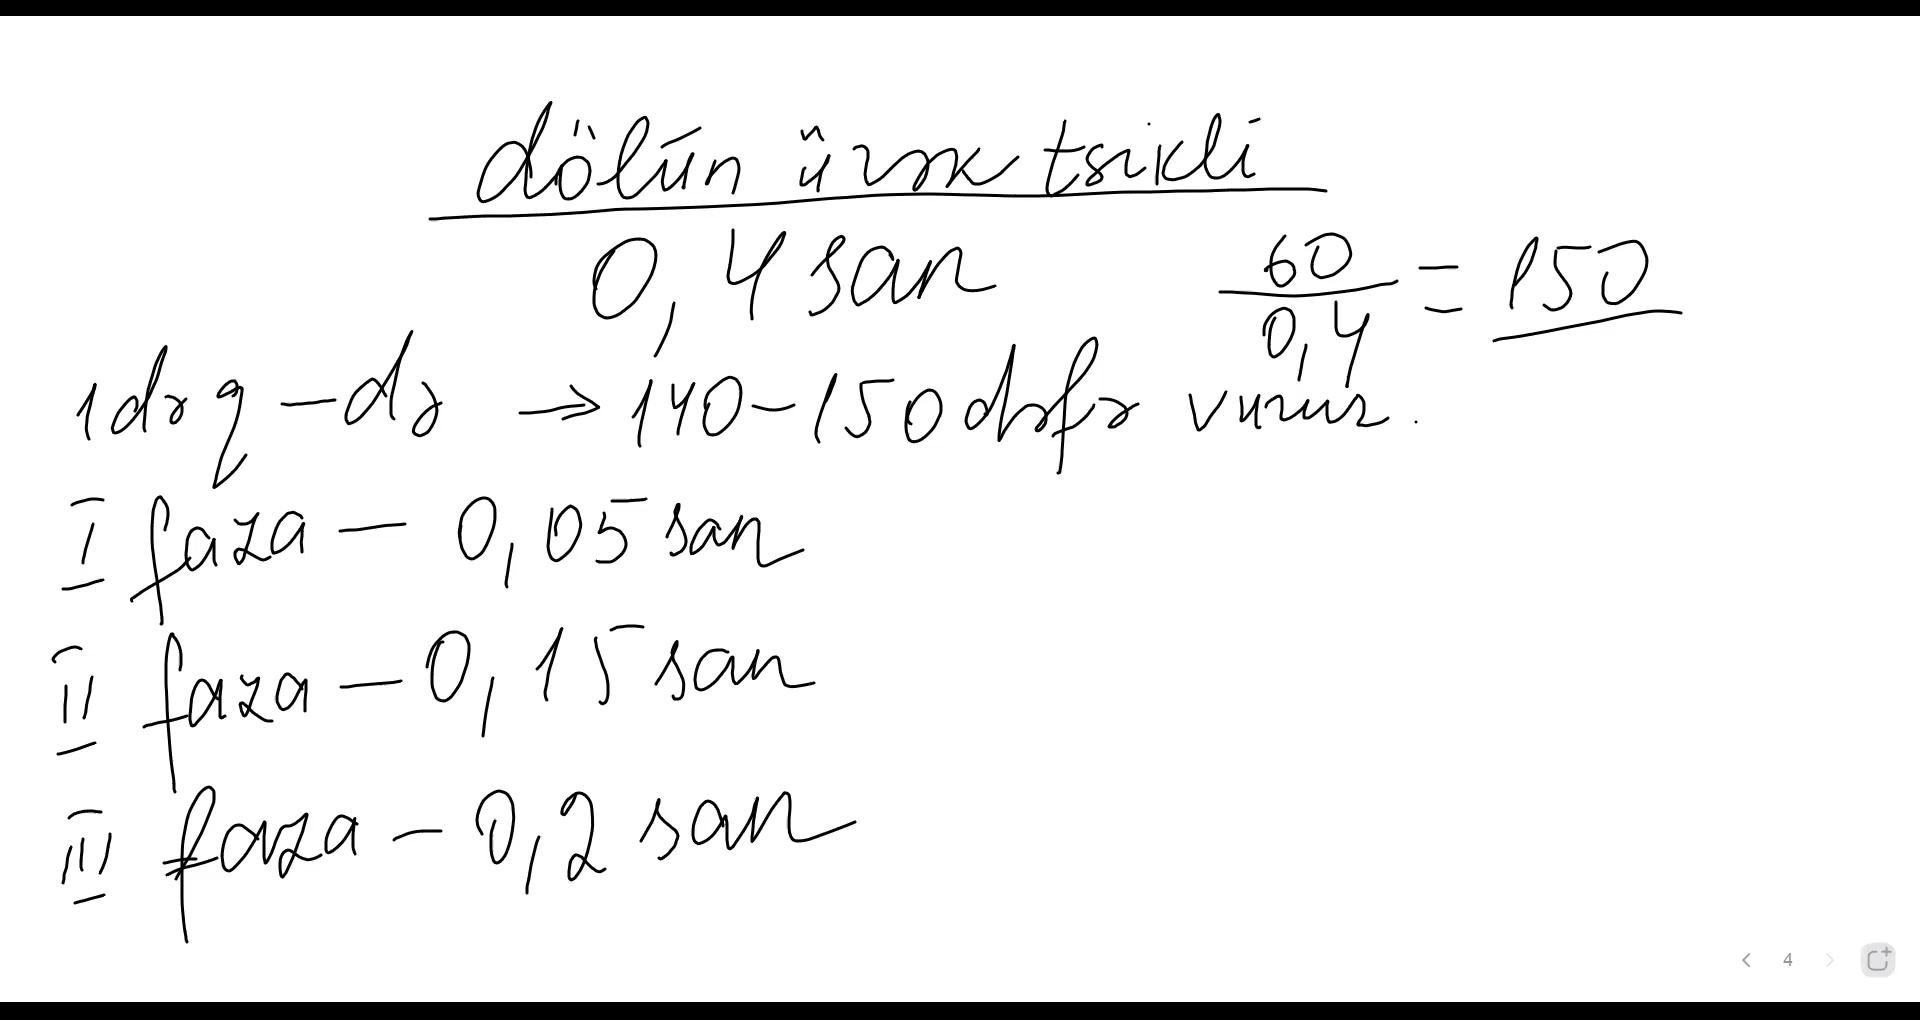 dölün ürək tsikli
0,4 san
60/0,4 = 150
1 dəq-də → 140-150 dəfə vurur.
I faza - 0,05 san
II faza - 0,15 san
III faza - 0,2 san
4